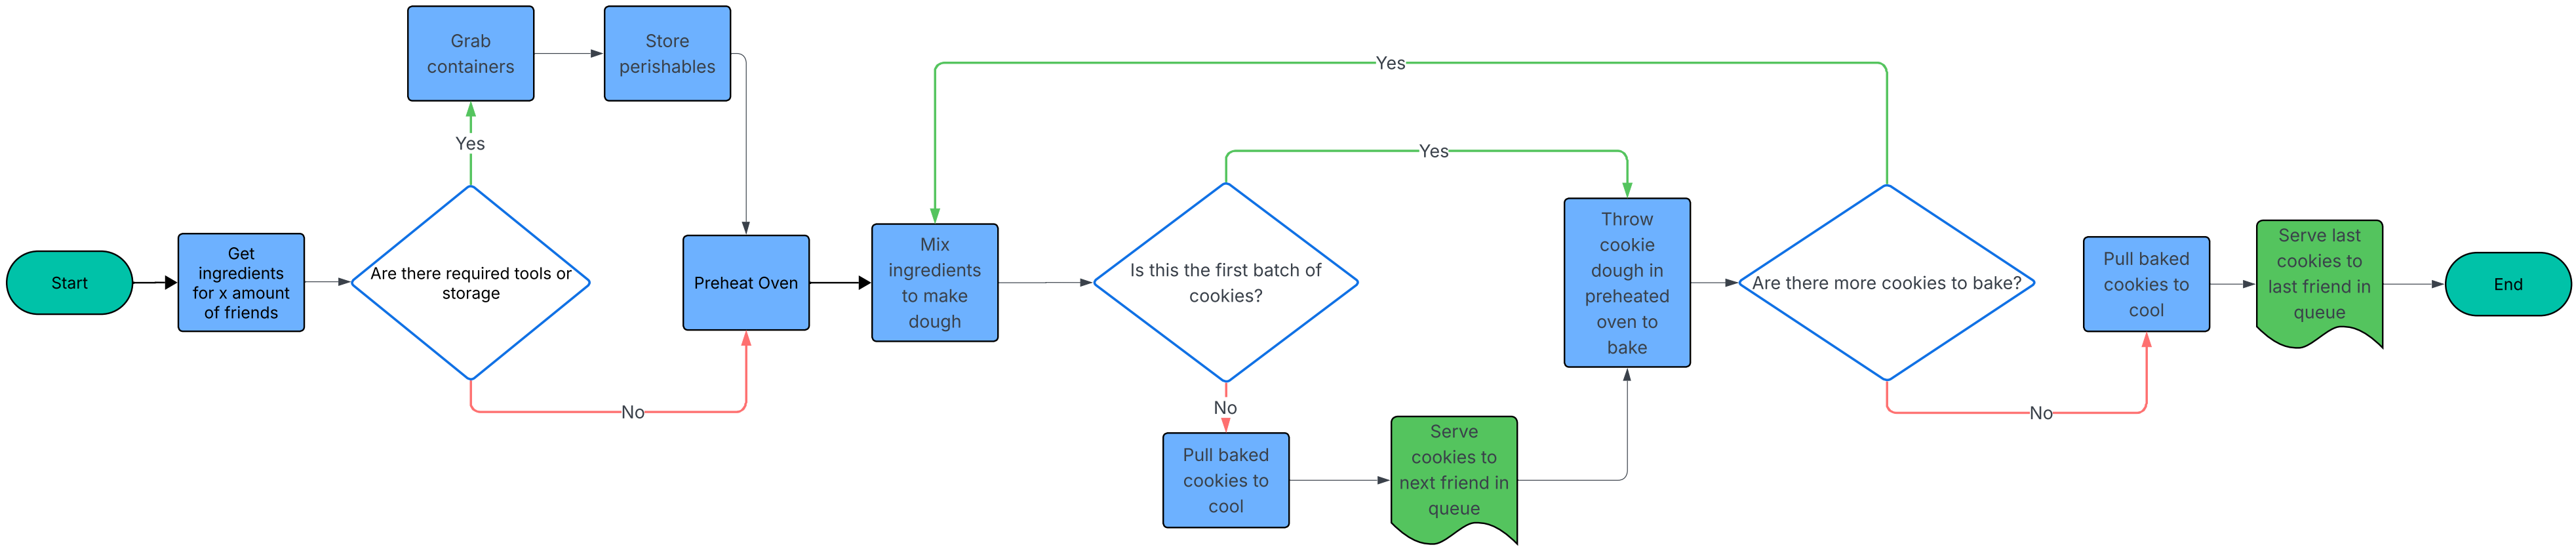 Start
Get
ingredients
for x amount
of friends
Are there required tools or
storage
Yes
Grab
containers
Store
perishables
No
Preheat Oven
Mix
ingredients
to make
dough
Is this the first batch of
cookies?
Yes
No
Pull baked
cookies to
cool
Serve
cookies to
next friend in
queue
Throw
cookie
dough in
preheated
oven to
bake
Are there more cookies to bake?
Yes
No
Pull baked
cookies to
cool
Serve last
cookies to
last friend in
queue
End